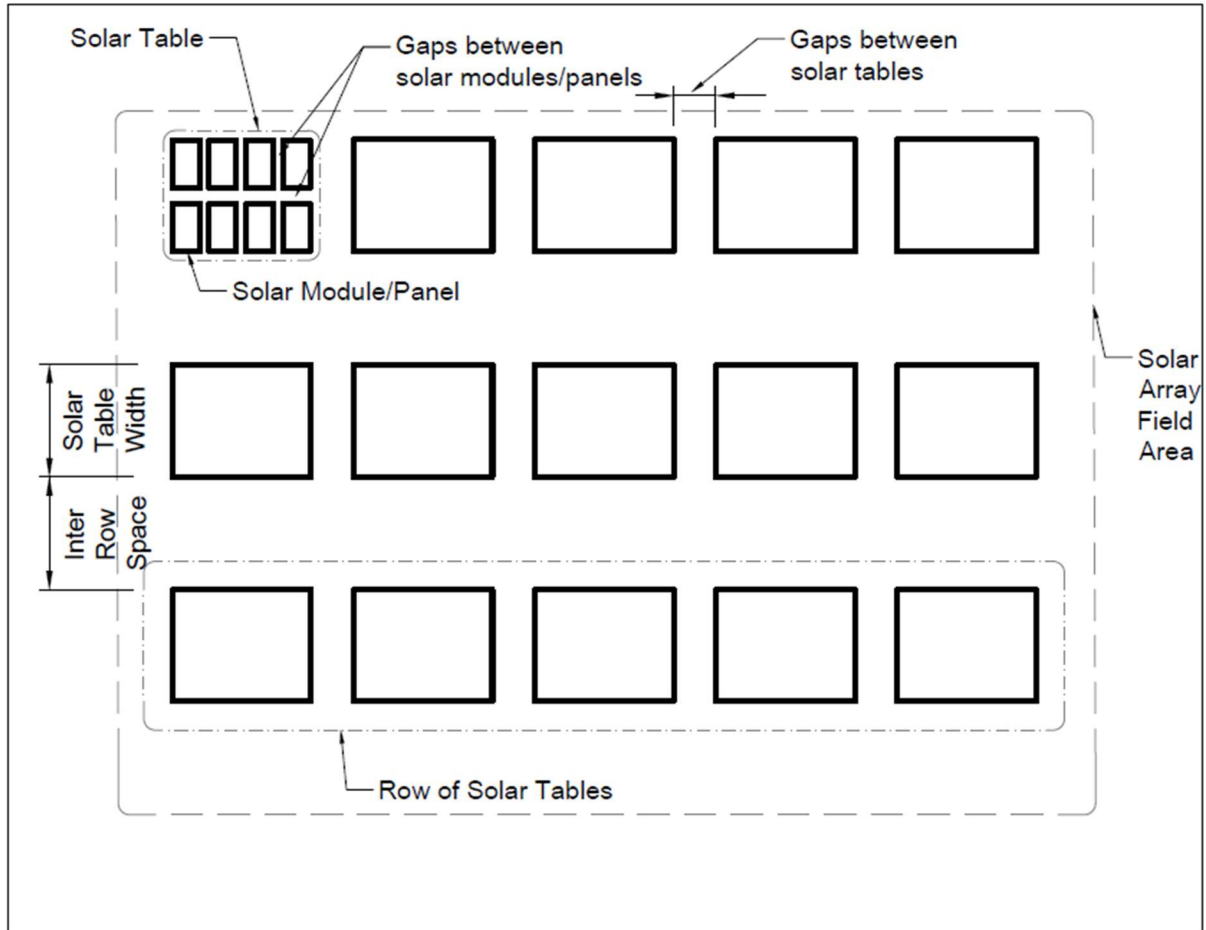 Solar Table
Gaps between
solar modules/panels
Gaps between
solar tables
Solar Module/Panel
Solar
Table
Width
Inter
Row
Space
Solar
Array
Field
Area
Row of Solar Tables